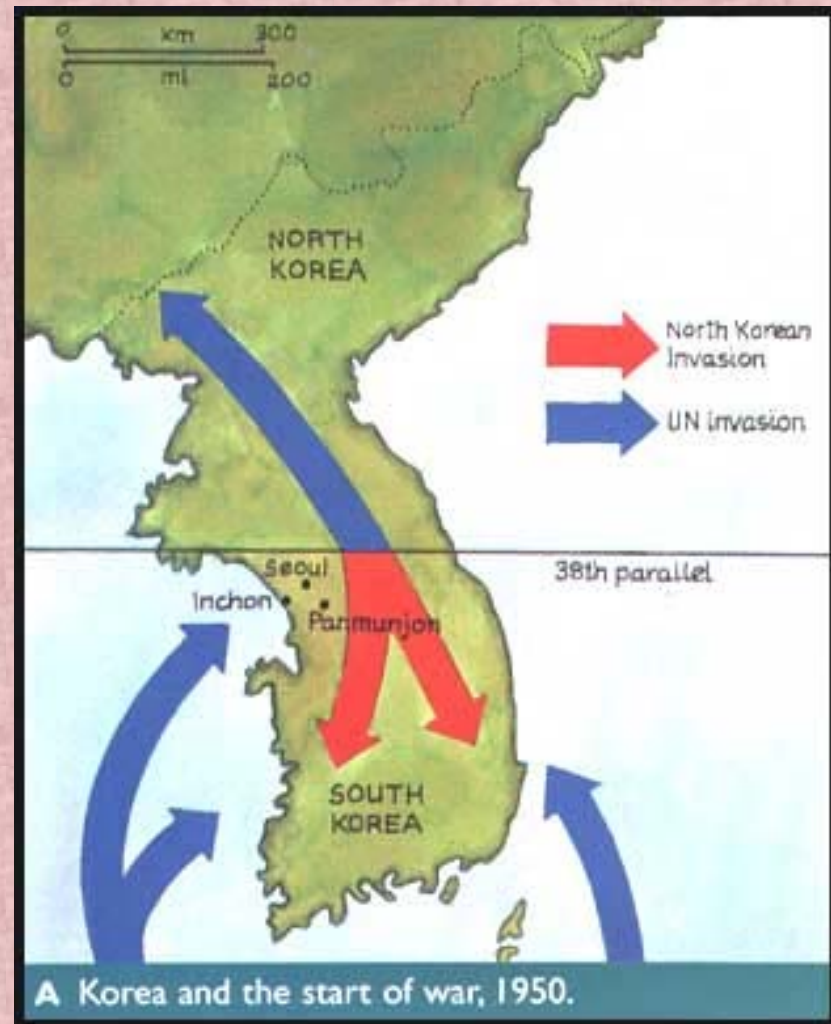 0 km 300
0 mi 200
NORTH
KOREA
North Korean
Invasion
UN invasion
38th parallel
Seoul
Inchon
Panmunjon
SOUTH
KOREA
A Korea and the start of war, 1950.